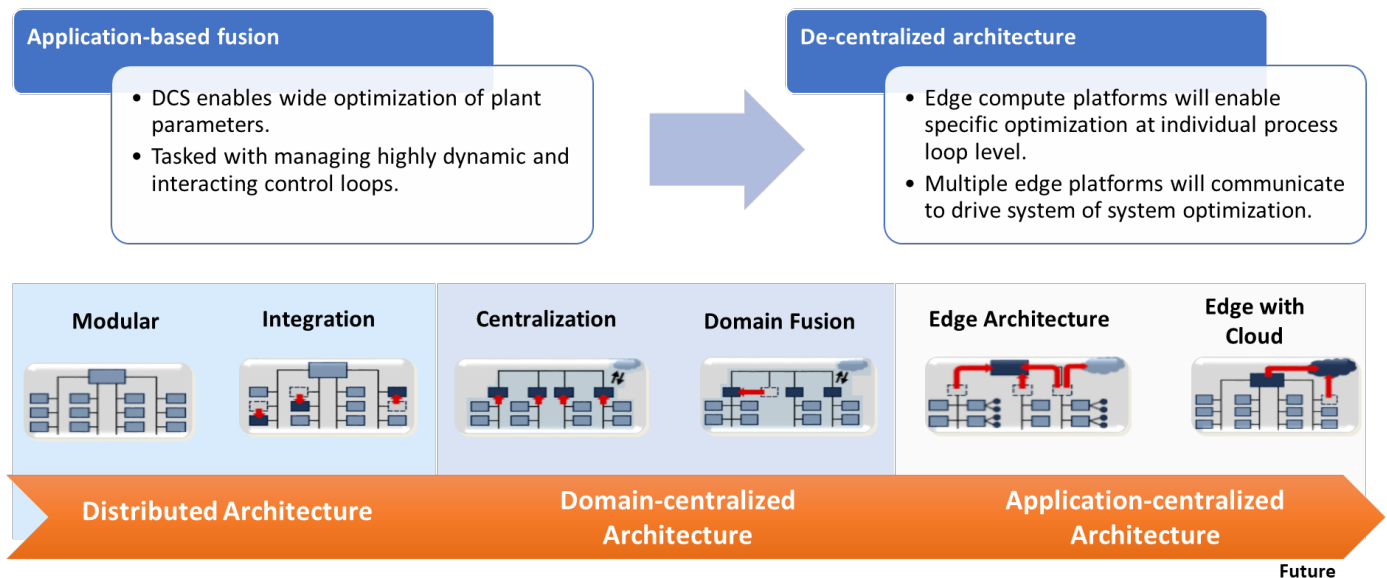 Application-based fusion
• DCS enables wide optimization of plant
parameters.
• Tasked with managing highly dynamic and
interacting control loops.
De-centralized architecture
• Edge compute platforms will enable
specific optimization at individual process
loop level.
• Multiple edge platforms will communicate
to drive system of system optimization.
Modular
Integration
Centralization
Domain Fusion
Edge Architecture
Edge with
Cloud
Distributed Architecture
Domain-centralized
Architecture
Application-centralized
Architecture
Future